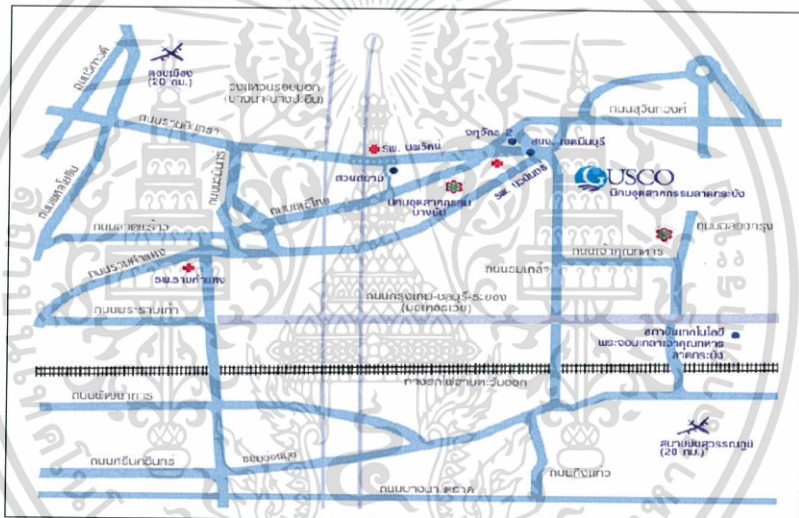 ถนนวิภาวดี
ดอนเมือง
(20 กม.)
วงแหวนรอบนอก
(บางนา-บางปะอิน)
ถนนสุวินทวงศ์
ถนนรามอินทรา
จตุจักร 2
สนง. เขตมีนบุรี
รพ. นพรัตน์
สวนสยาม
ถนนเสรีไทย
นิคมอุตสาหกรรม
บางชัน
รพ. นวมินทร์
GUSCO
นิคมอุตสาหกรรมลาดกระบัง
ถนนพหลโยธิน
ถนนลาดพร้าว
ถนนฉลองกรุง
ถนนรามคำแหง
รพ.รามคำแหง
ถนนร่มเกล้า
ถนนเจ้าคุณทหาร
ถนนกรุงเทพ-ชลบุรี-ระยอง
(มอเตอร์เวย์)
ถนนพระรามเก้า
สถาบันเทคโนโลยี
พระจอมเกล้าเจ้าคุณทหาร
ลาดกระบัง
ทางรถไฟสายตะวันออก
ถนนพัฒนาการ
สนามบินสุวรรณภูมิ
(20 กม.)
ถนนศรีนครินทร์
ซอยอ่อนนุช
ถนนกิ่งแก้ว
ถนนบางนา-ตราด